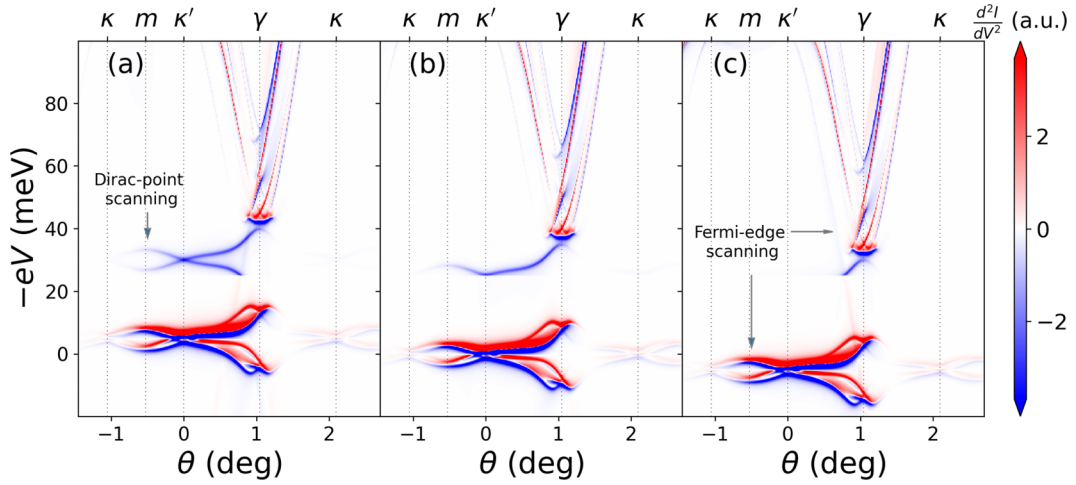 κ m κ′ γ κ κ m κ′ γ κ κ m κ′ γ κ d²I/dV² (a.u.)
(a) (b) (c)
80
60
40
20
0
−eV (meV)
Dirac-point
scanning
Fermi-edge
scanning
2
0
−2
−1 0 1 2 −1 0 1 2 −1 0 1 2
θ (deg) θ (deg) θ (deg)